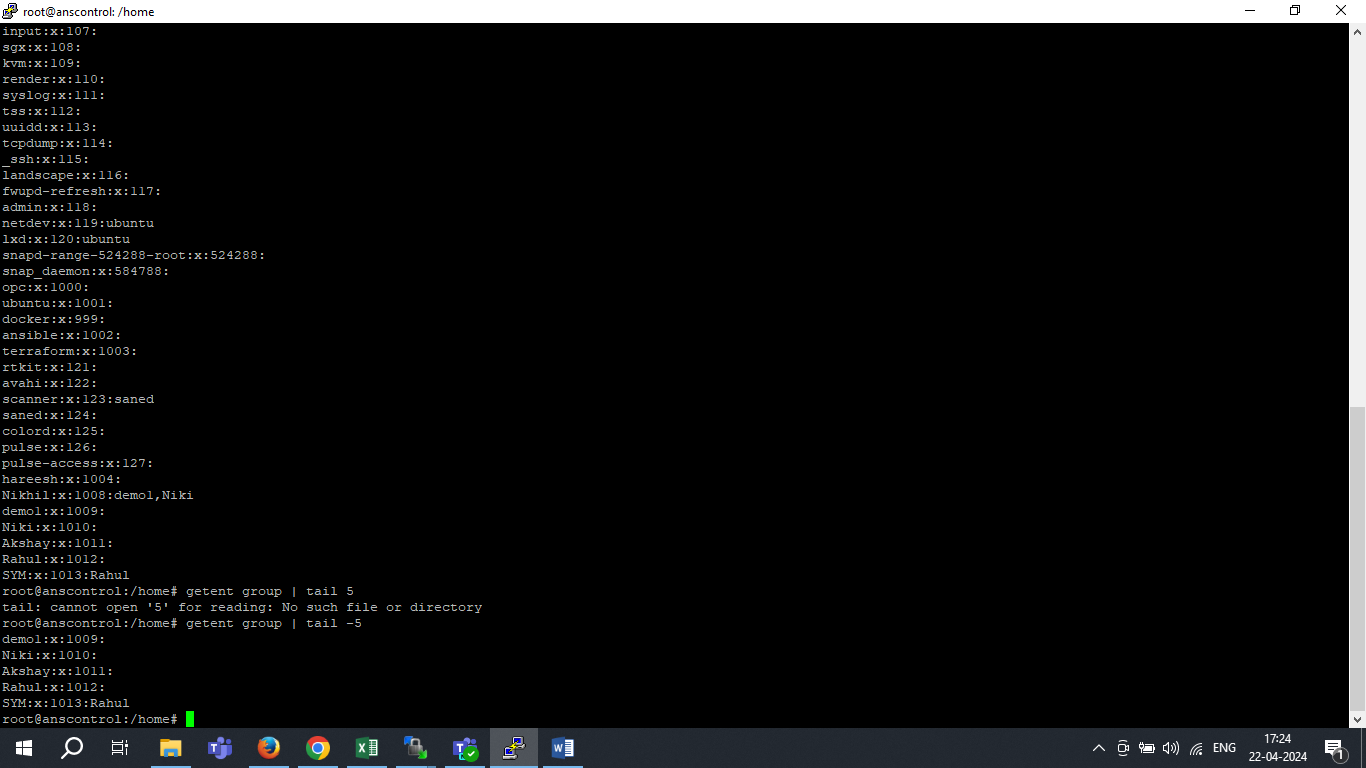 root@anscontrol: /home
input:x:107:
sgx:x:108:
kvm:x:109:
render:x:110:
syslog:x:111:
tss:x:112:
uuidd:x:113:
tcpdump:x:114:
_ssh:x:115:
landscape:x:116:
fwupd-refresh:x:117:
admin:x:118:
netdev:x:119:ubuntu
lxd:x:120:ubuntu
snapd-range-524288-root:x:524288:
snap_daemon:x:584788:
opc:x:1000:
ubuntu:x:1001:
docker:x:999:
ansible:x:1002:
terraform:x:1003:
rtkit:x:121:
avahi:x:122:
scanner:x:123:saned
saned:x:124:
colord:x:125:
pulse:x:126:
pulse-access:x:127:
hareesh:x:1004:
Nikhil:x:1008:demo1,Niki
demo1:x:1009:
Niki:x:1010:
Akshay:x:1011:
Rahul:x:1012:
SYM:x:1013:Rahul
root@anscontrol:/home# getent group | tail 5
tail: cannot open '5' for reading: No such file or directory
root@anscontrol:/home# getent group | tail -5
demo1:x:1009:
Niki:x:1010:
Akshay:x:1011:
Rahul:x:1012:
SYM:x:1013:Rahul
root@anscontrol:/home#
ENG
17:24
22-04-2024
1